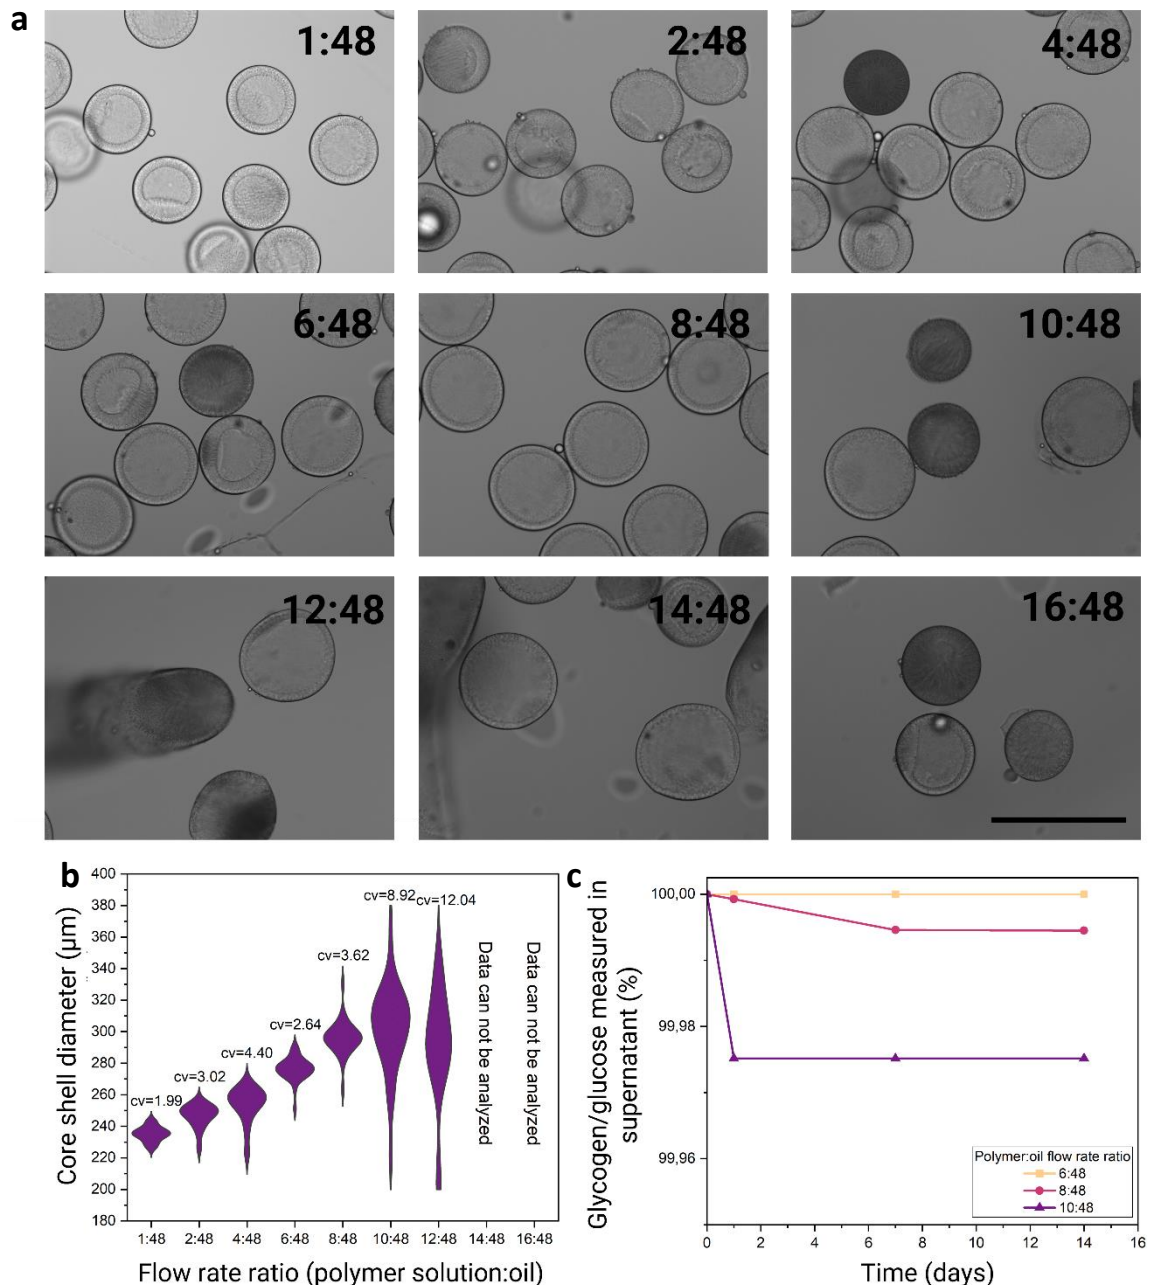 a
1:48
2:48
4:48
6:48
8:48
10:48
12:48
14:48
16:48
b
400
380
360
340
320
300
280
260
240
220
200
180
Core shell diameter (µm)
cv=1.99
cv=3.02
cv=4.40
cv=2.64
cv=3.62
cv=8.92
cv=12.04
Data can not be analyzed
Data can not be analyzed
1:48 2:48 4:48 6:48 8:48 10:48 12:48 14:48 16:48
Flow rate ratio (polymer solution:oil)
c
Glycogen/glucose measured in
supernatant (%)
100,00
99,98
99,96
Polymer:oil flow rate ratio
6:48
8:48
10:48
0 2 4 6 8 10 12 14 16
Time (days)